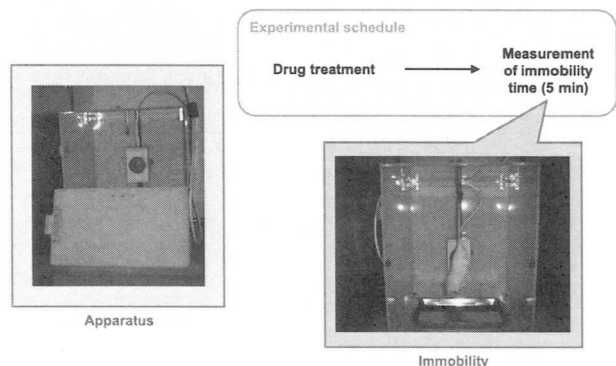 Experimental schedule
Drug treatment
Measurement
of immobility
time (5 min)
Apparatus
Immobility